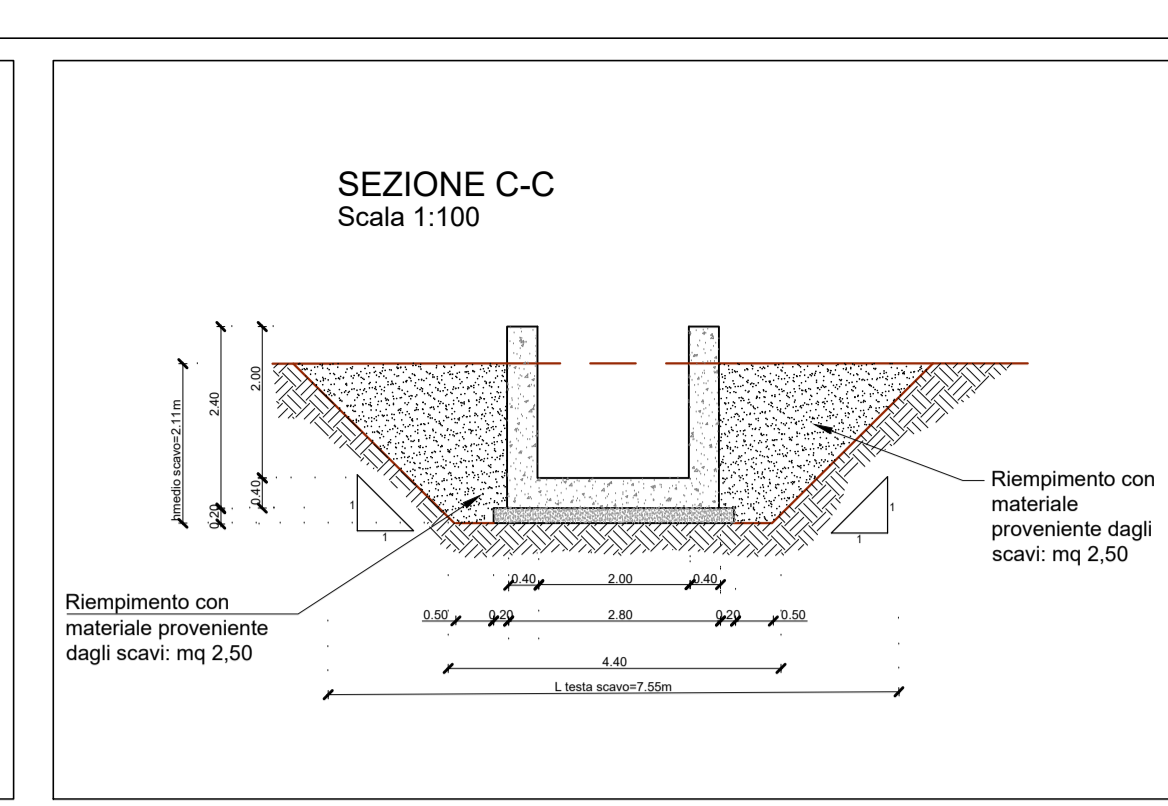 SEZIONE C-C
Scala 1:100
hmedio scavo=2.11m
2.40
0.20
2.00
0.40
1
1
1
1
Riempimento con
materiale
proveniente dagli
scavi: mq 2,50
Riempimento con
materiale proveniente
dagli scavi: mq 2,50
0.40 2.00 0.40
0.50 0.20 2.80 0.20 0.50
4.40
L testa scavo=7.55m